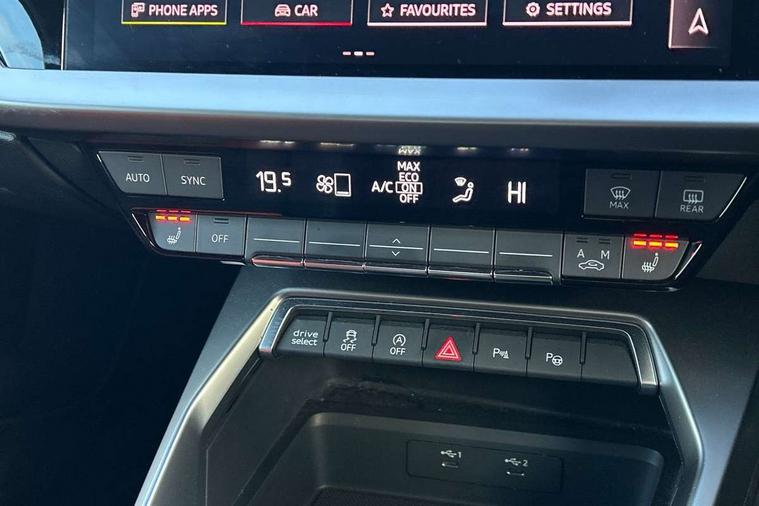 PHONE APPS CAR FAVOURITES SETTINGS
MAX
AUTO SYNC 19.5 A/C MAX HI MAX REAR
ECO
ON
OFF
OFF A M
drive
select OFF A OFF P P
1 2